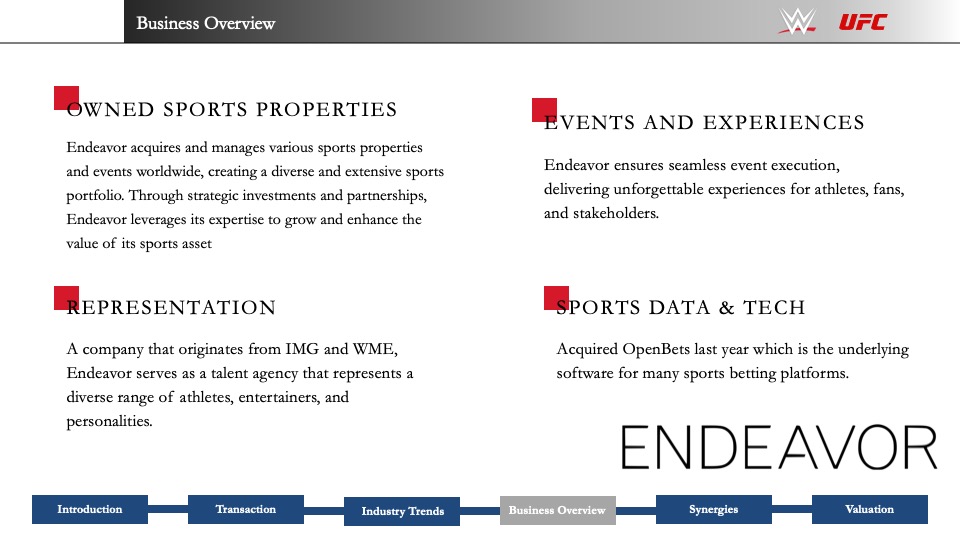 Business Overview
W
UFC
OWNED SPORTS PROPERTIES
Endeavor acquires and manages various sports properties
and events worldwide, creating a diverse and extensive sports
portfolio. Through strategic investments and partnerships,
Endeavor leverages its expertise to grow and enhance the
value of its sports asset
EVENTS AND EXPERIENCES
Endeavor ensures seamless event execution,
delivering unforgettable experiences for athletes, fans,
and stakeholders.
REPRESENTATION
A company that originates from IMG and WME,
Endeavor serves as a talent agency that represents a
diverse range of athletes, entertainers, and
personalities.
SPORTS DATA & TECH
Acquired OpenBets last year which is the underlying
software for many sports betting platforms.
ENDEAVOR
Introduction
Transaction
Industry Trends
Business Overview
Synergies
Valuation